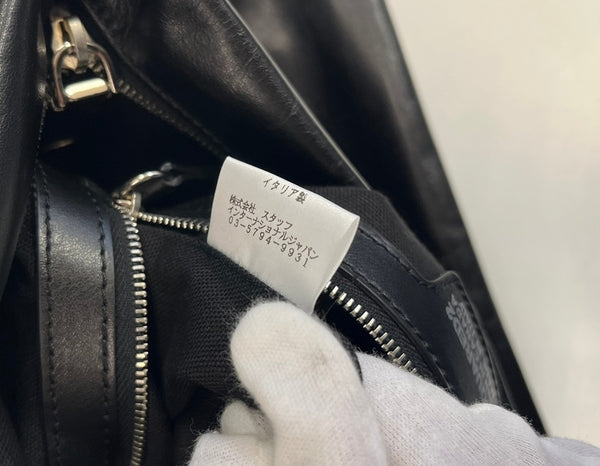 イタリア製
株式会社 スタッフ
インターナショナルジャパン
03-5794-9931